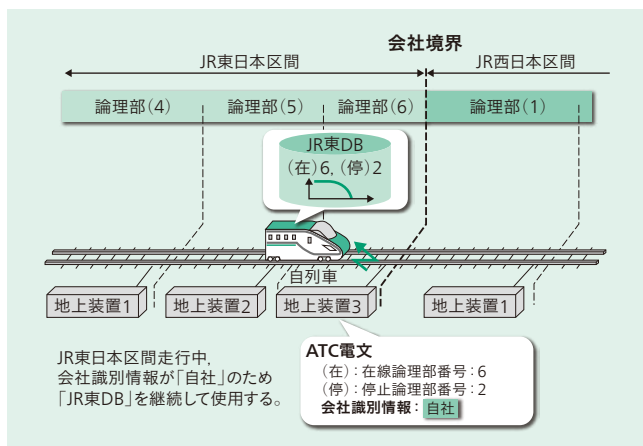 会社境界
JR東日本区間
JR西日本区間
論理部(4)
論理部(5)
論理部(6)
論理部(1)
JR東DB
(在)6，(停)2
自列車
地上装置1
地上装置2
地上装置3
地上装置1
JR東日本区間走行中，
会社識別情報が「自社」のため
「JR東DB」を継続して使用する。
ATC電文
(在)：在線論理部番号：6
(停)：停止論理部番号：2
会社識別情報：自社